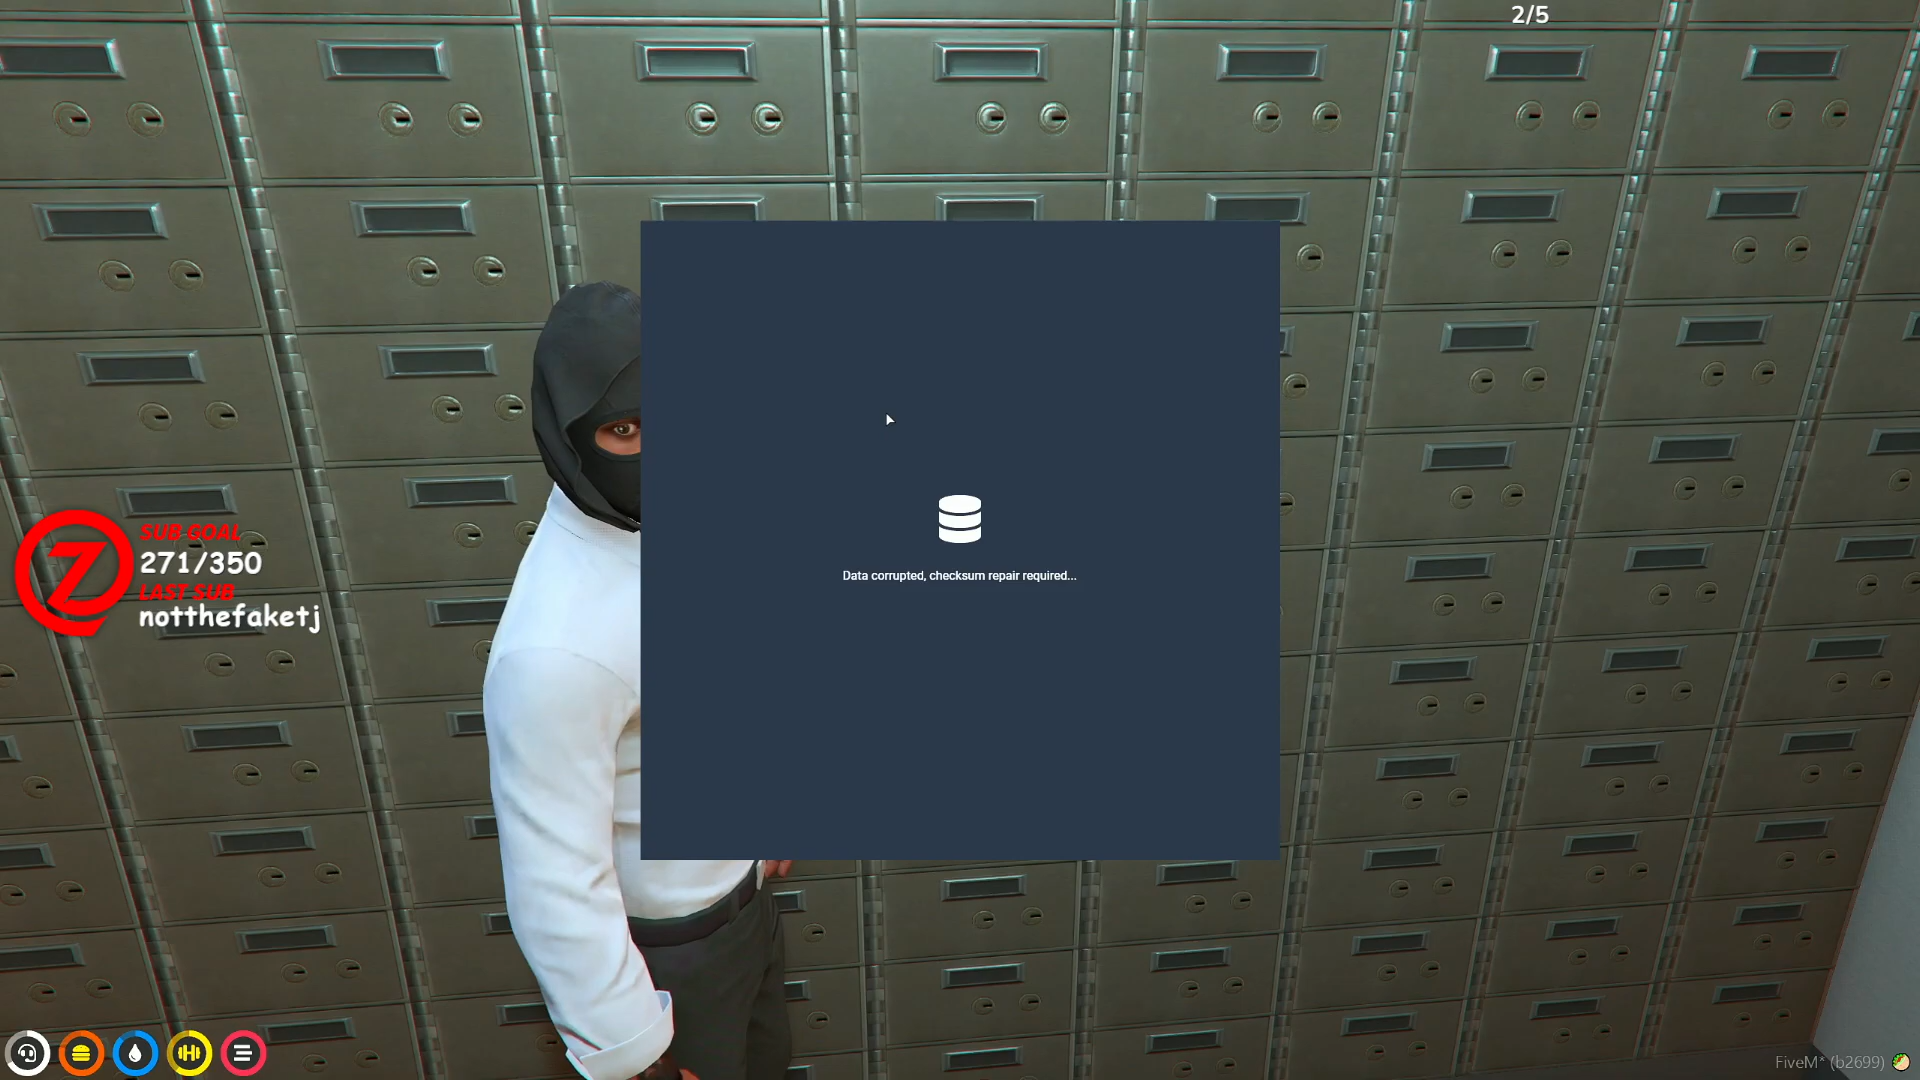 2/5
SUB GOAL
271/350
LAST SUB
notthefaketj
Data corrupted, checksum repair required...
FiveM* (b2699)